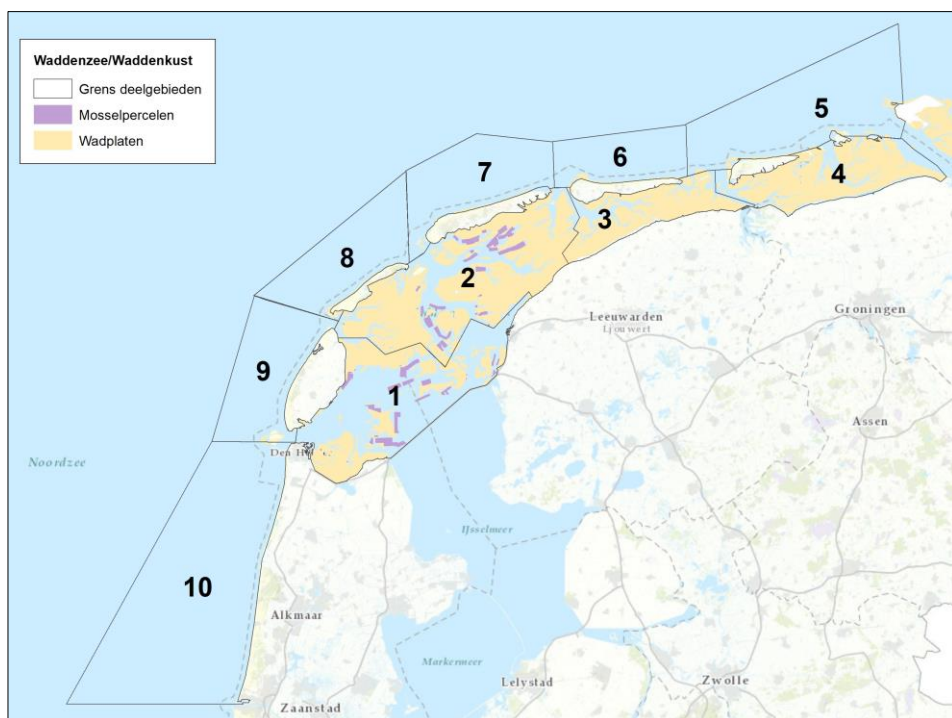 Waddenzee/Waddenkust
Grens deelgebieden
Mosselpercelen
Wadplaten
5
7
6
4
3
8
2
Leeuwarden
Ljouwert
Groningen
9
1
Assen
Noordzee
Den H
IJsselmeer
10
Alkmaar
Markermeer
Lelystad
Zwolle
Zaanstad